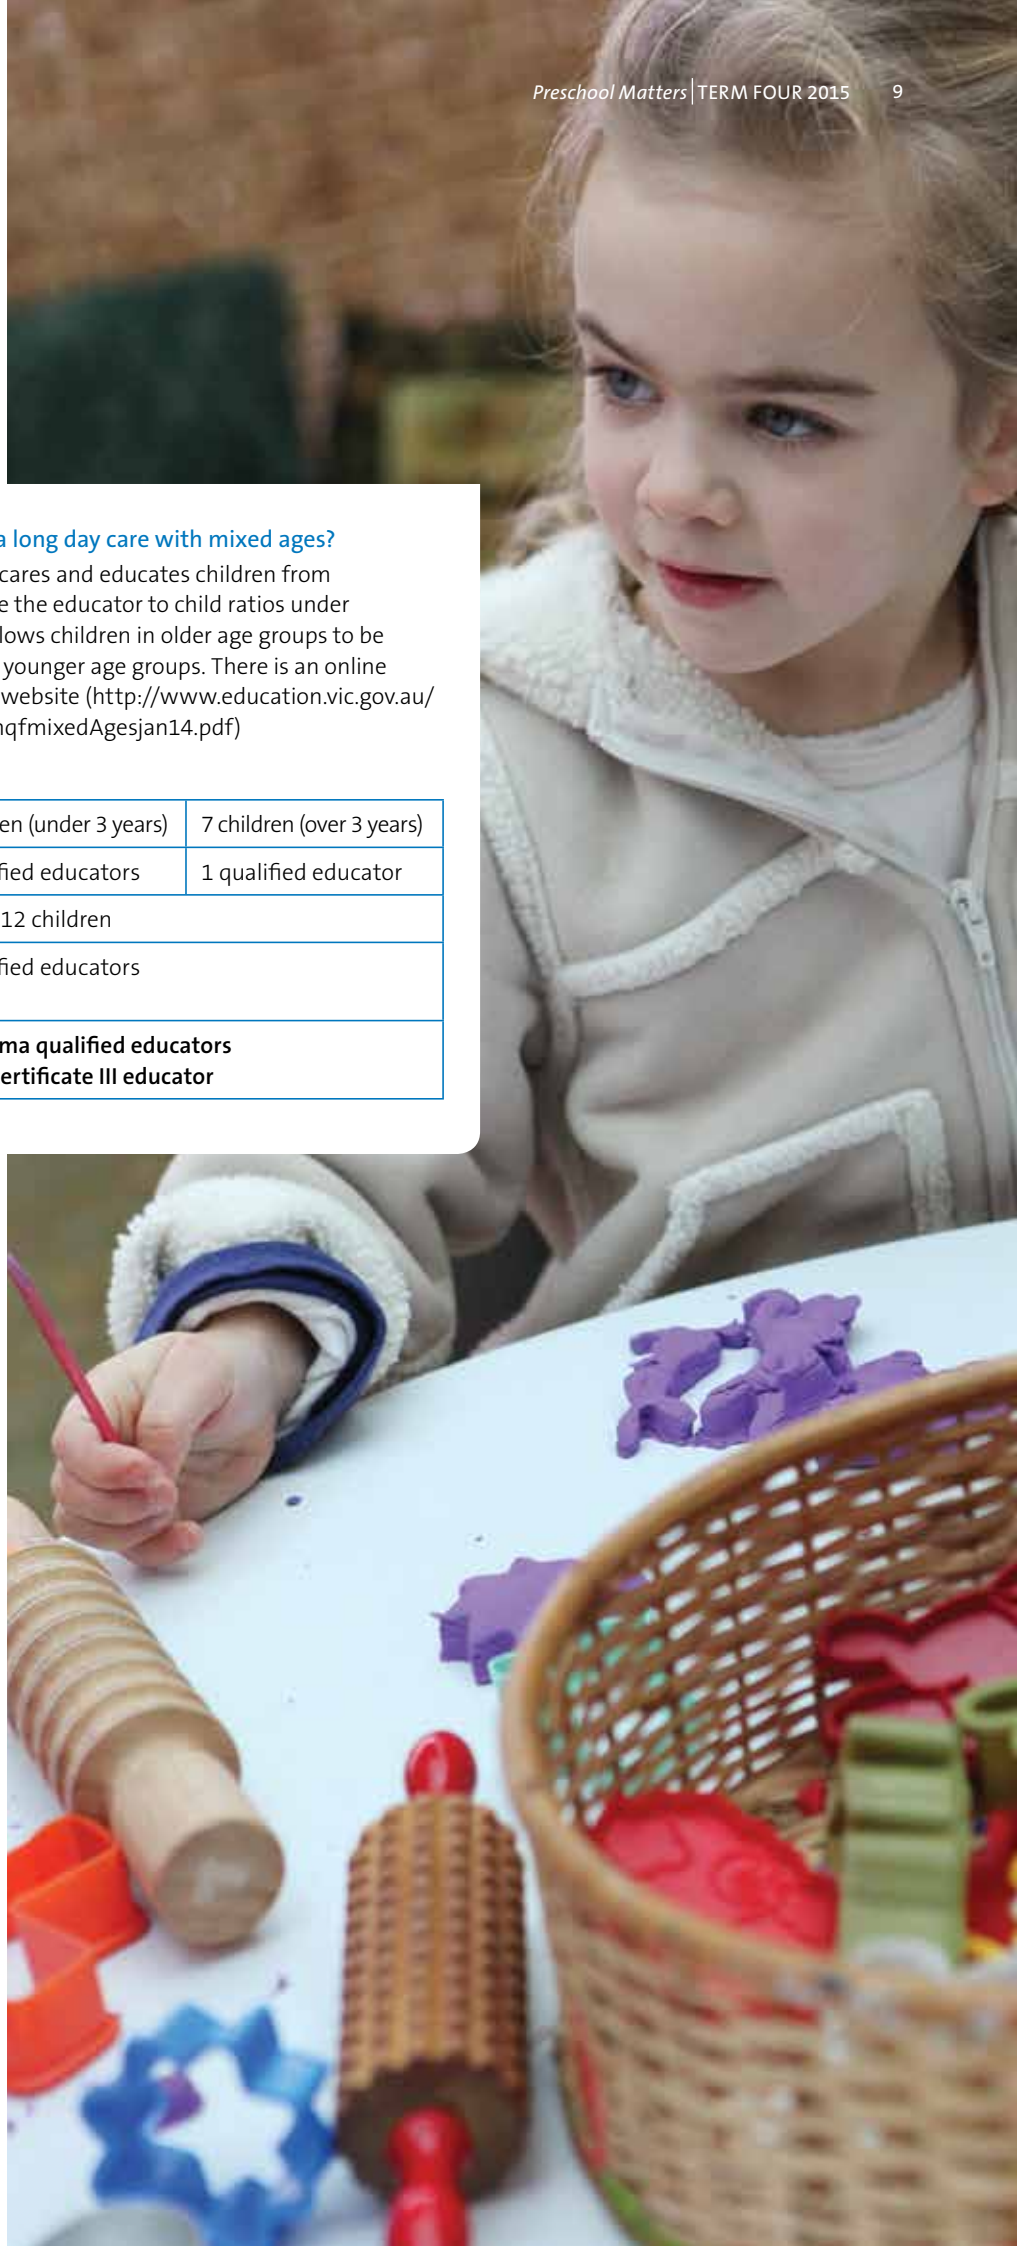 Preschool Matters|TERM FOUR 2015 9
a long day care with mixed ages?
cares and educates children from
e the educator to child ratios under
lows children in older age groups to be
younger age groups. There is an online
website (http://www.education.vic.gov.au/
nqfmixedAgesjan14.pdf)
en (under 3 years) 7 children (over 3 years)
fied educators 1 qualified educator
12 children
fied educators
ma qualified educators
ertificate III educator